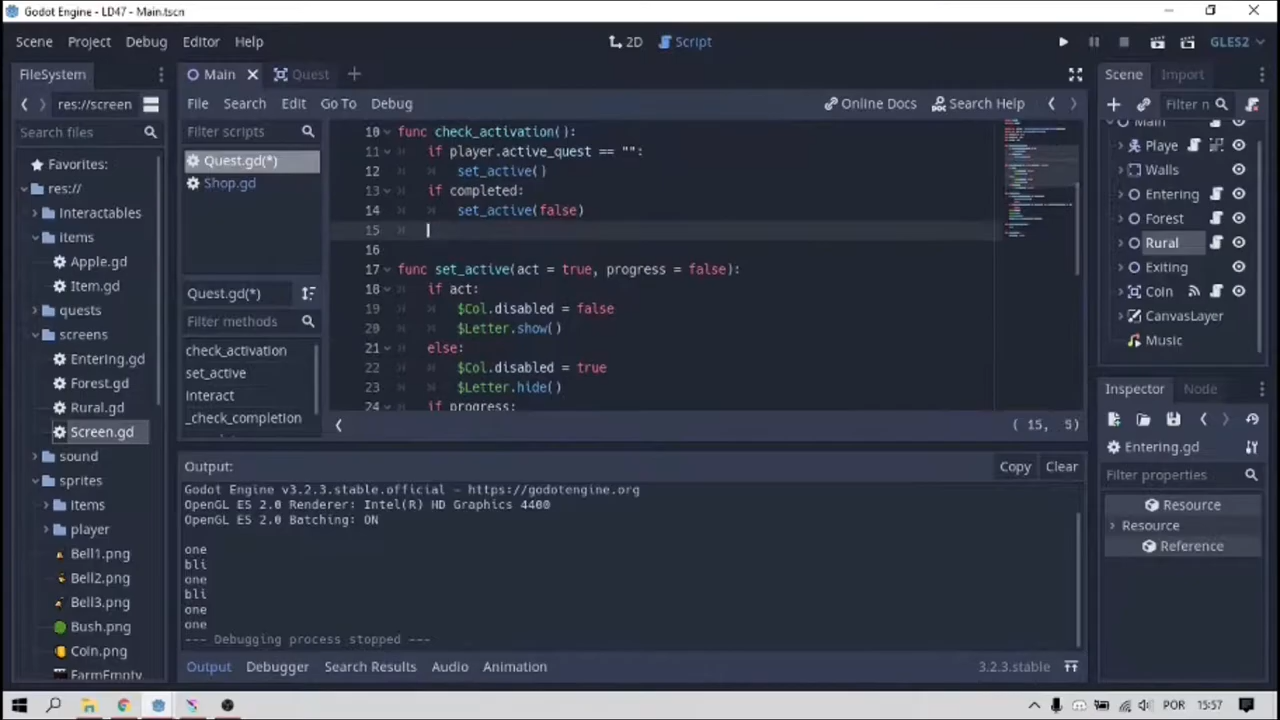 Godot Engine - LD47 - Main.tscn
Scene Project Debug Editor Help
2D Script
GLES2
FileSystem
res://screen
Search files
Favorites:
res://
Interactables
items
Apple.gd
Item.gd
quests
screens
Entering.gd
Forest.gd
Rural.gd
Screen.gd
sound
sprites
items
player
Bell1.png
Bell2.png
Bell3.png
Bush.png
Coin.png
FarmEmpty
Main Quest
File Search Edit Go To Debug
Online Docs Search Help
Filter scripts
Quest.gd(*)
Shop.gd
Quest.gd(*)
Filter methods
check_activation
set_active
Interact
_check_completion
10 func check_activation():
11 if player.active_quest == "":
12 set_active()
13 if completed:
14 set_active(false)
15
16
17 func set_active(act = true, progress = false):
18 if act:
19 $Col.disabled = false
20 $Letter.show()
21 else:
22 $Col.disabled = true
23 $Letter.hide()
24 if progress:
( 15, 5)
Output:
Copy Clear
Godot Engine v3.2.3.stable.official - https://godotengine.org
OpenGL ES 2.0 Renderer: Intel(R) HD Graphics 4400
OpenGL ES 2.0 Batching: ON
one
bli
one
bli
one
one
--- Debugging process stopped ---
Output Debugger Search Results Audio Animation
3.2.3.stable
Scene Import
Filter n
Main
Playe
Walls
Entering
Forest
Rural
Exiting
Coin
CanvasLayer
Music
Inspector Node
Entering.gd
Filter properties
Resource
Resource
Reference
POR 15:57